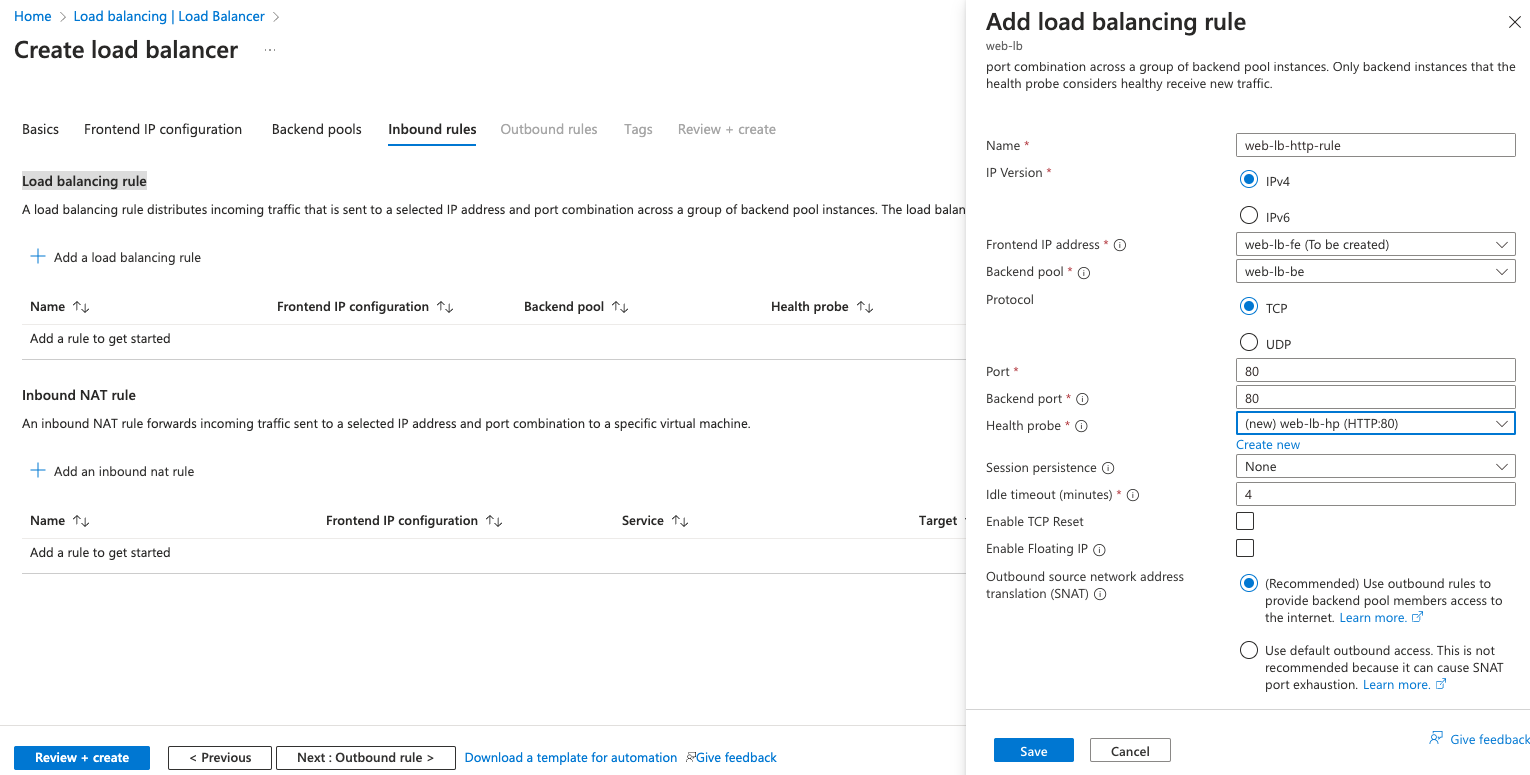 Home > Load balancing | Load Balancer >
Create load balancer ...
Basics Frontend IP configuration Backend pools Inbound rules Outbound rules Tags Review + create
Load balancing rule
A load balancing rule distributes incoming traffic that is sent to a selected IP address and port combination across a group of backend pool instances. The load balan
Add a load balancing rule
Name Frontend IP configuration Backend pool Health probe
Add a rule to get started
Inbound NAT rule
An inbound NAT rule forwards incoming traffic sent to a selected IP address and port combination to a specific virtual machine.
Add an inbound nat rule
Name Frontend IP configuration Service Target
Add a rule to get started
Review + create < Previous Next : Outbound rule > Download a template for automation Give feedback
Add load balancing rule
web-lb
port combination across a group of backend pool instances. Only backend instances that the
health probe considers healthy receive new traffic.
Name * web-lb-http-rule
IP Version * IPv4
IPv6
Frontend IP address * web-lb-fe (To be created)
Backend pool * web-lb-be
Protocol TCP
UDP
Port * 80
Backend port * 80
Health probe * (new) web-lb-hp (HTTP:80)
Create new
Session persistence None
Idle timeout (minutes) * 4
Enable TCP Reset
Enable Floating IP
Outbound source network address
translation (SNAT)
(Recommended) Use outbound rules to
provide backend pool members access to
the internet. Learn more.
Use default outbound access. This is not
recommended because it can cause SNAT
port exhaustion. Learn more.
Save Cancel Give feedback